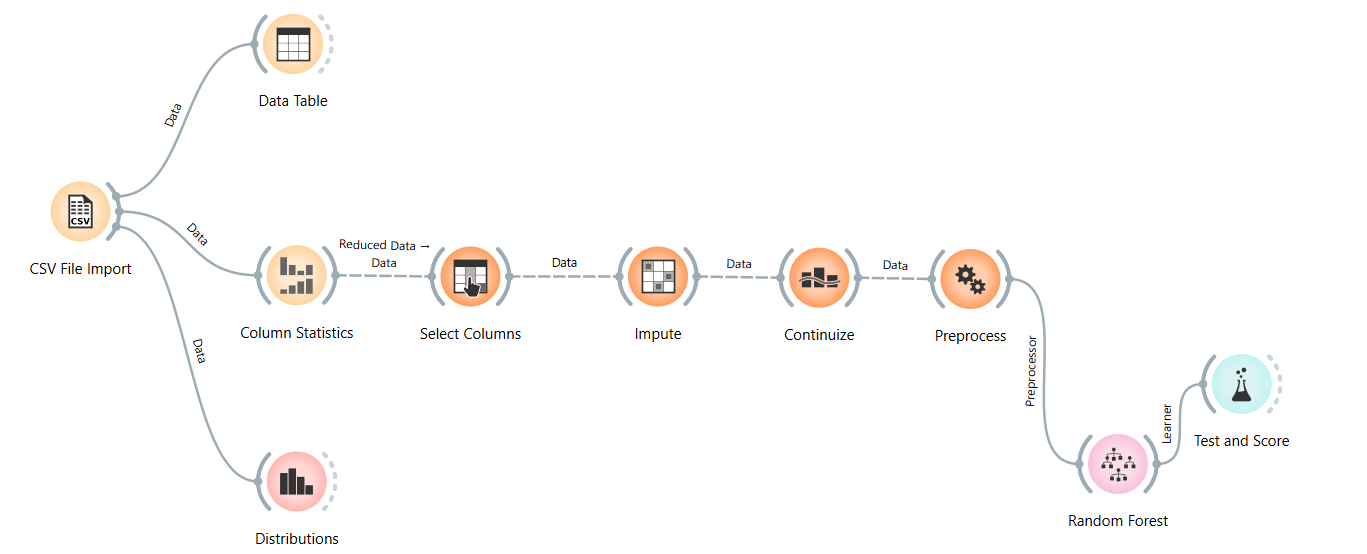 Data Table
Data
CSV
CSV File Import
Data
Reduced Data →
Data
Data
Data
Data
Column Statistics
Select Columns
Impute
Continuize
Preprocess
Data
Preprocessor
Learner
Test and Score
Random Forest
Distributions